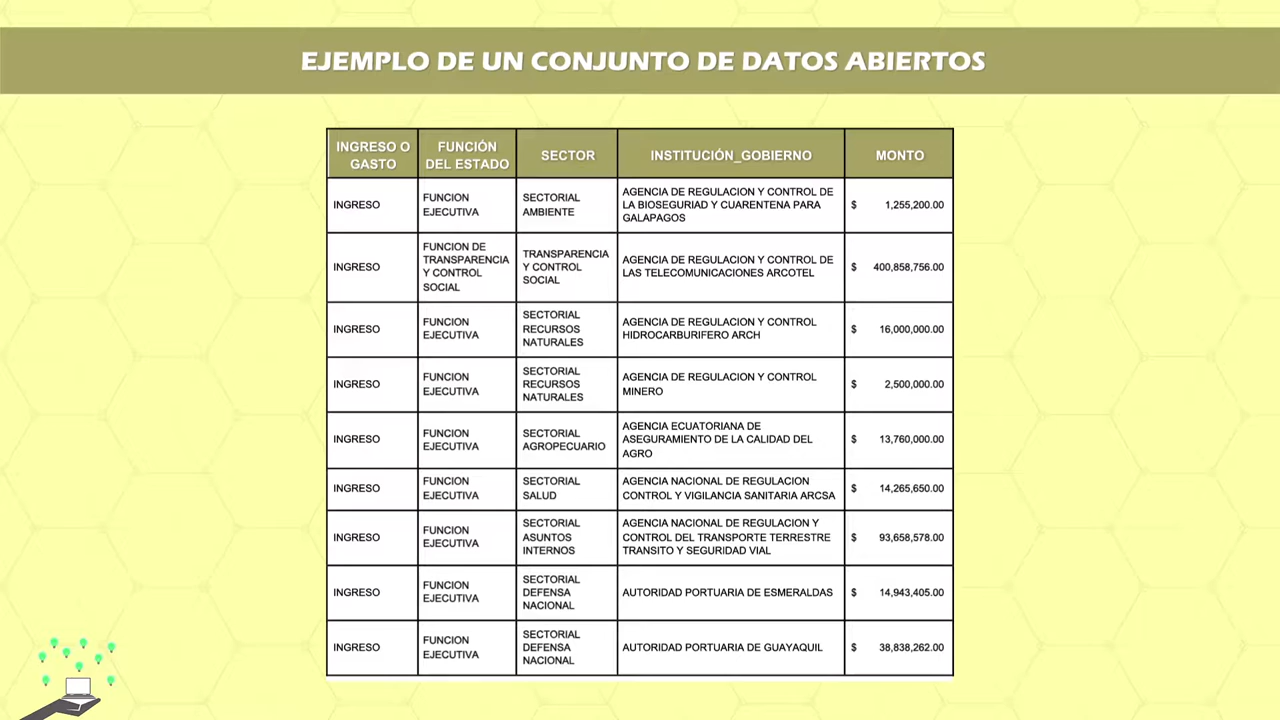 EJEMPLO DE UN CONJUNTO DE DATOS ABIERTOS
INGRESO O
GASTO
FUNCIÓN
DEL ESTADO
SECTOR
INSTITUCIÓN_GOBIERNO
MONTO
INGRESO
FUNCION
EJECUTIVA
SECTORIAL
AMBIENTE
AGENCIA DE REGULACION Y CONTROL DE
LA BIOSEGURIAD Y CUARENTENA PARA
GALAPAGOS
$ 1,255,200.00
INGRESO
FUNCION DE
TRANSPARENCIA
Y CONTROL
SOCIAL
TRANSPARENCIA
Y CONTROL
SOCIAL
AGENCIA DE REGULACION Y CONTROL DE
LAS TELECOMUNICACIONES ARCOTEL
$ 400,858,756.00
INGRESO
FUNCION
EJECUTIVA
SECTORIAL
RECURSOS
NATURALES
AGENCIA DE REGULACION Y CONTROL
HIDROCARBURIFERO ARCH
$ 16,000,000.00
INGRESO
FUNCION
EJECUTIVA
SECTORIAL
RECURSOS
NATURALES
AGENCIA DE REGULACION Y CONTROL
MINERO
$ 2,500,000.00
INGRESO
FUNCION
EJECUTIVA
SECTORIAL
AGROPECUARIO
AGENCIA ECUATORIANA DE
ASEGURAMIENTO DE LA CALIDAD DEL
AGRO
$ 13,760,000.00
INGRESO
FUNCION
EJECUTIVA
SECTORIAL
SALUD
AGENCIA NACIONAL DE REGULACION
CONTROL Y VIGILANCIA SANITARIA ARCSA
$ 14,265,650.00
INGRESO
FUNCION
EJECUTIVA
SECTORIAL
ASUNTOS
INTERNOS
AGENCIA NACIONAL DE REGULACION Y
CONTROL DEL TRANSPORTE TERRESTRE
TRANSITO Y SEGURIDAD VIAL
$ 93,658,578.00
INGRESO
FUNCION
EJECUTIVA
SECTORIAL
DEFENSA
NACIONAL
AUTORIDAD PORTUARIA DE ESMERALDAS
$ 14,943,405.00
INGRESO
FUNCION
EJECUTIVA
SECTORIAL
DEFENSA
NACIONAL
AUTORIDAD PORTUARIA DE GUAYAQUIL
$ 38,838,262.00